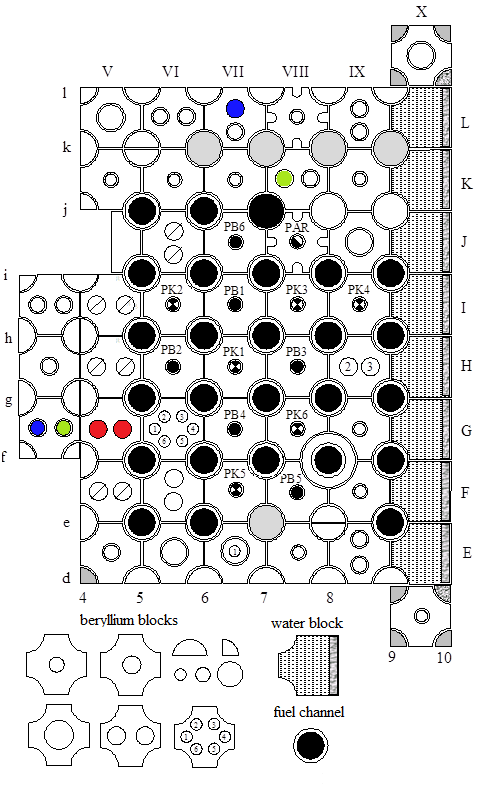 X
V VI VII VIII IX
l
L
k
K
j
PB6 PAR
J
i
PK2 PB1 PK3 PK4
I
h
PB2 PK1 PB3
2 3
H
g
PB4 PK6
2 3
1 4
6 5
G
f
PK5 PB5
F
e
1
E
d
4 5 6 7 8
9 10
beryllium blocks
water block
fuel channel
2 3
1 4
6 5